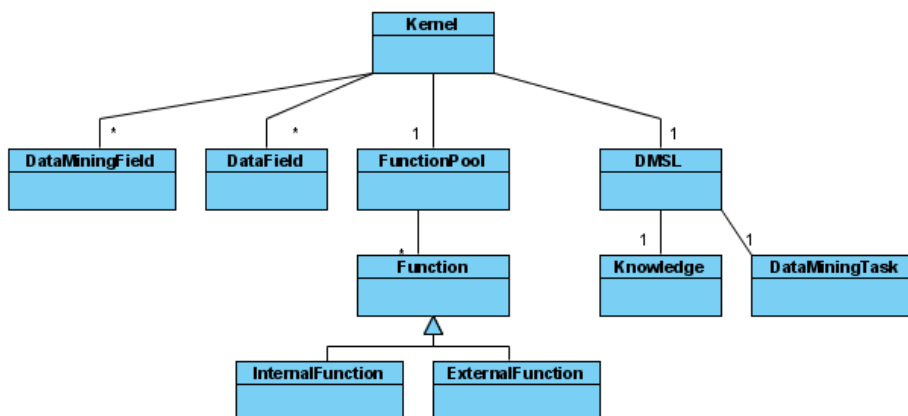 Kernel
* * 1 1
DataMiningField DataField FunctionPool DMSL
* 1 1
Function Knowledge DataMiningTask
InternalFunction ExternalFunction